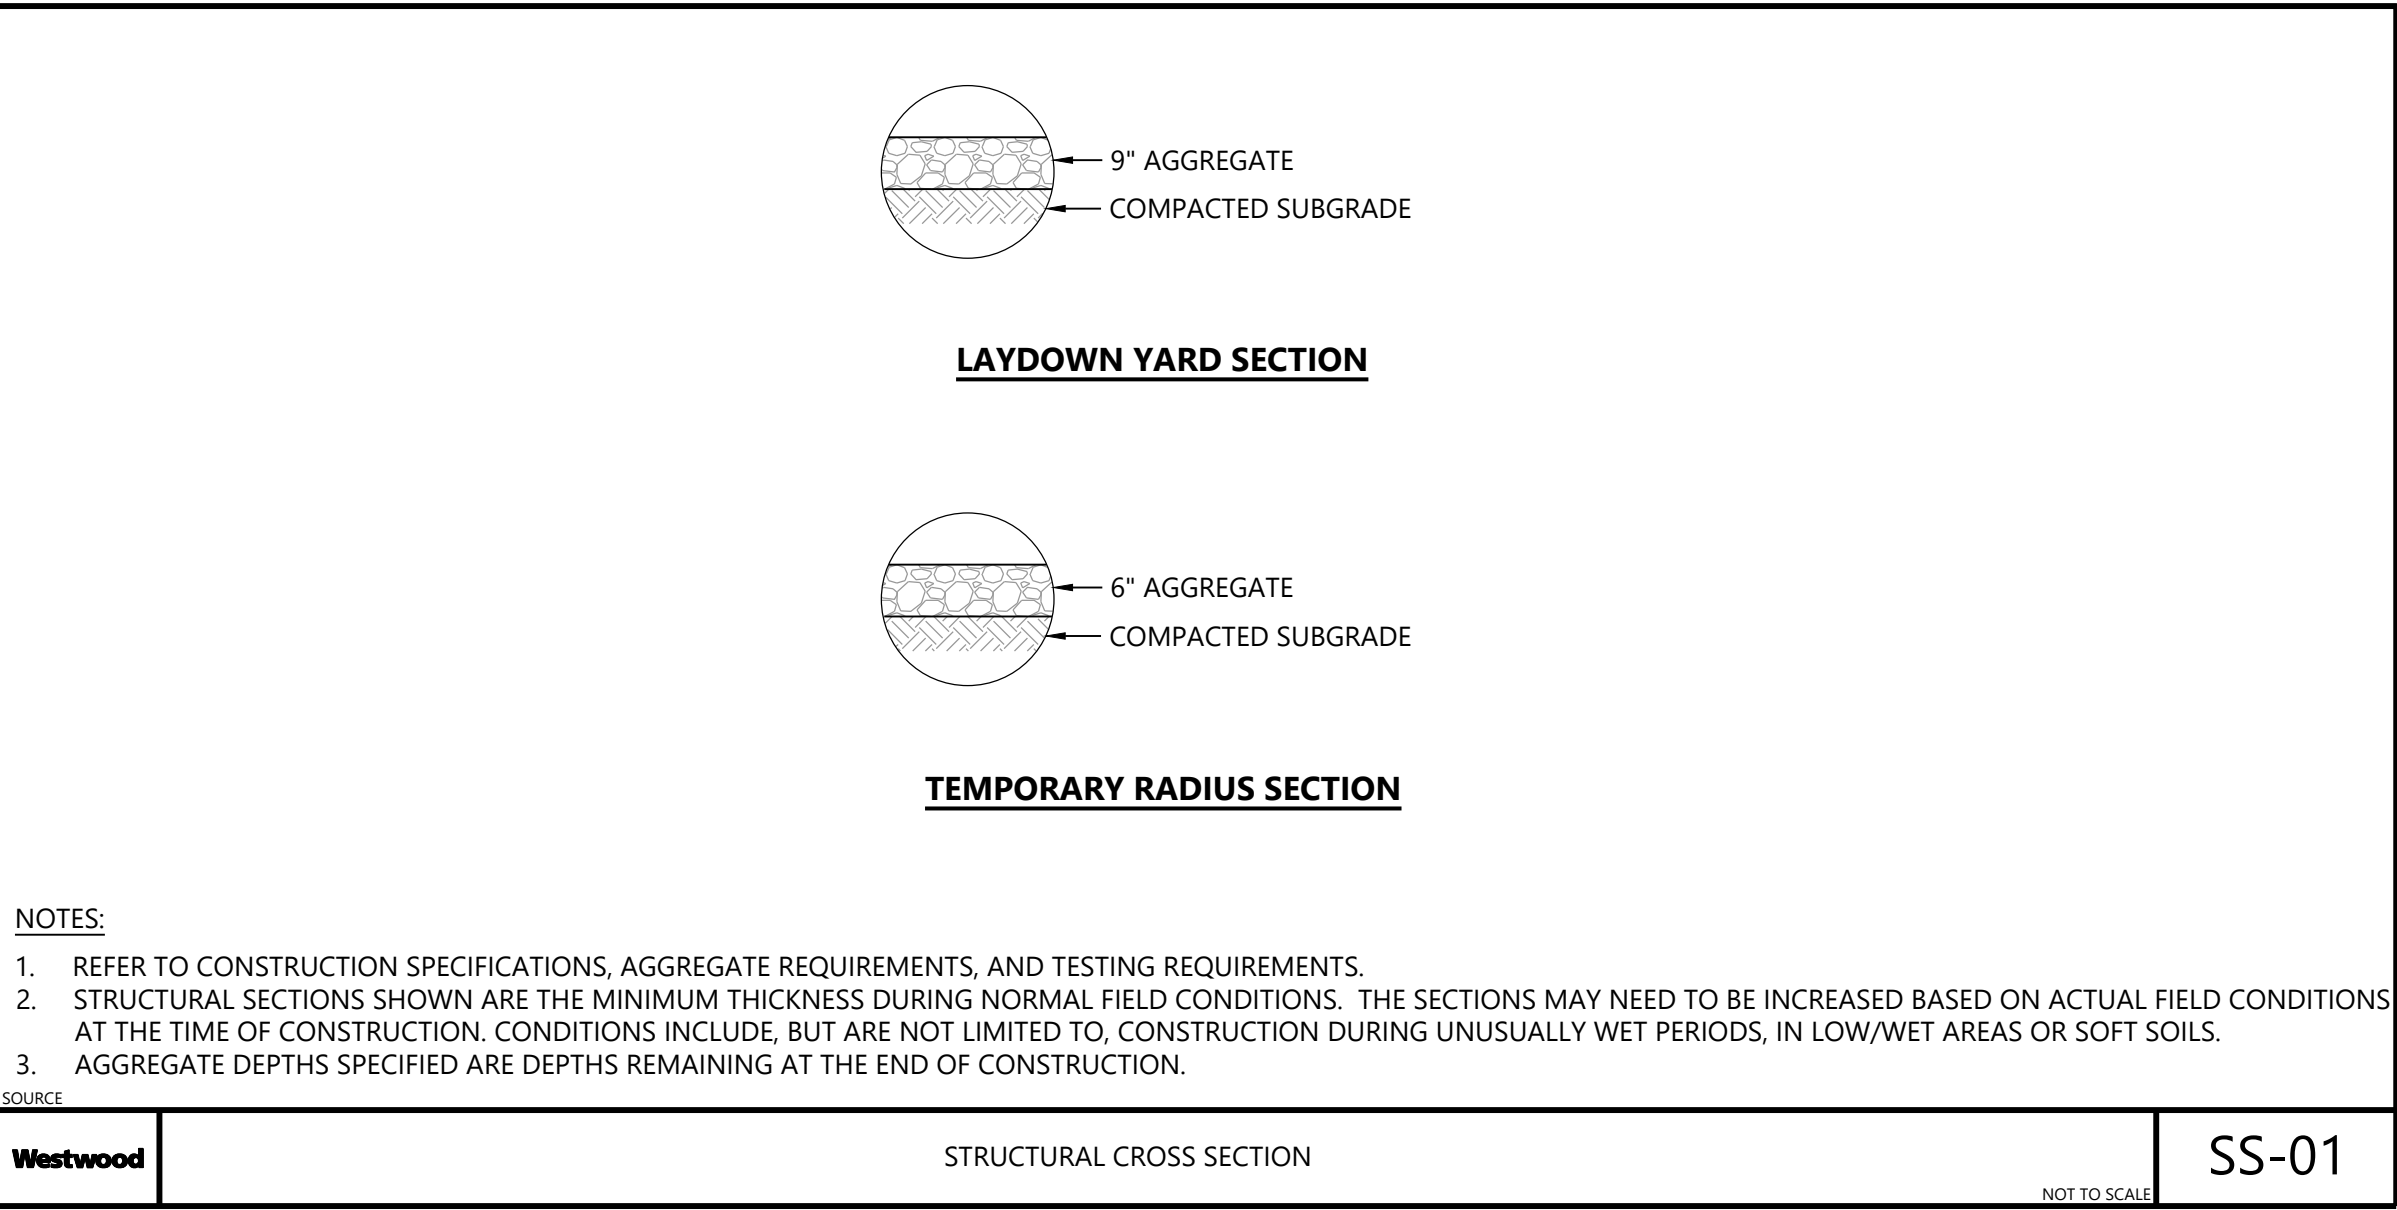 9" AGGREGATE
COMPACTED SUBGRADE
LAYDOWN YARD SECTION
6" AGGREGATE
COMPACTED SUBGRADE
TEMPORARY RADIUS SECTION
NOTES:
1. REFER TO CONSTRUCTION SPECIFICATIONS, AGGREGATE REQUIREMENTS, AND TESTING REQUIREMENTS.
2. STRUCTURAL SECTIONS SHOWN ARE THE MINIMUM THICKNESS DURING NORMAL FIELD CONDITIONS. THE SECTIONS MAY NEED TO BE INCREASED BASED ON ACTUAL FIELD CONDITIONS
AT THE TIME OF CONSTRUCTION. CONDITIONS INCLUDE, BUT ARE NOT LIMITED TO, CONSTRUCTION DURING UNUSUALLY WET PERIODS, IN LOW/WET AREAS OR SOFT SOILS.
3. AGGREGATE DEPTHS SPECIFIED ARE DEPTHS REMAINING AT THE END OF CONSTRUCTION.
SOURCE
Westwood
STRUCTURAL CROSS SECTION
NOT TO SCALE
SS-01